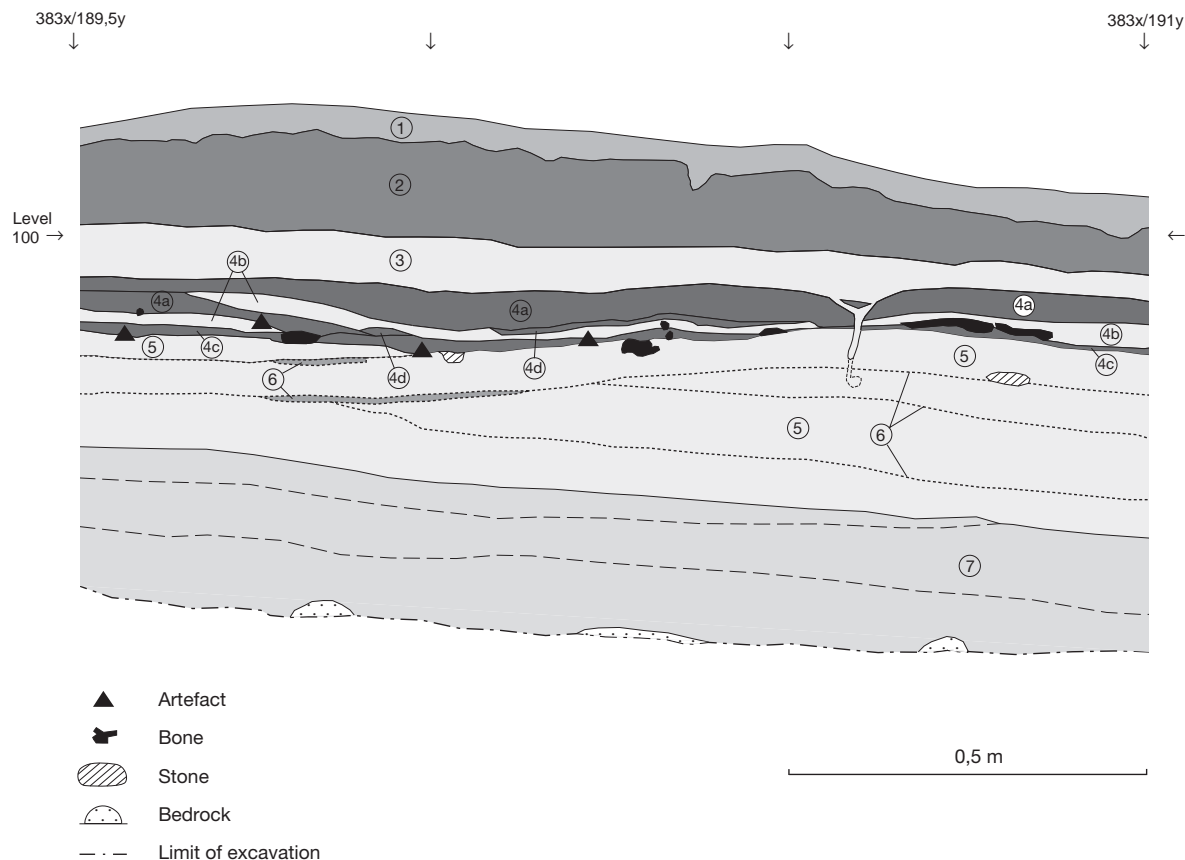 383x/189,5y
383x/191y
Level
100
1
2
3
4b
4a
4a
4a
4b
5
4c
4d
4d
5
4c
6
5
6
7
Artefact
Bone
Stone
Bedrock
Limit of excavation
0,5 m